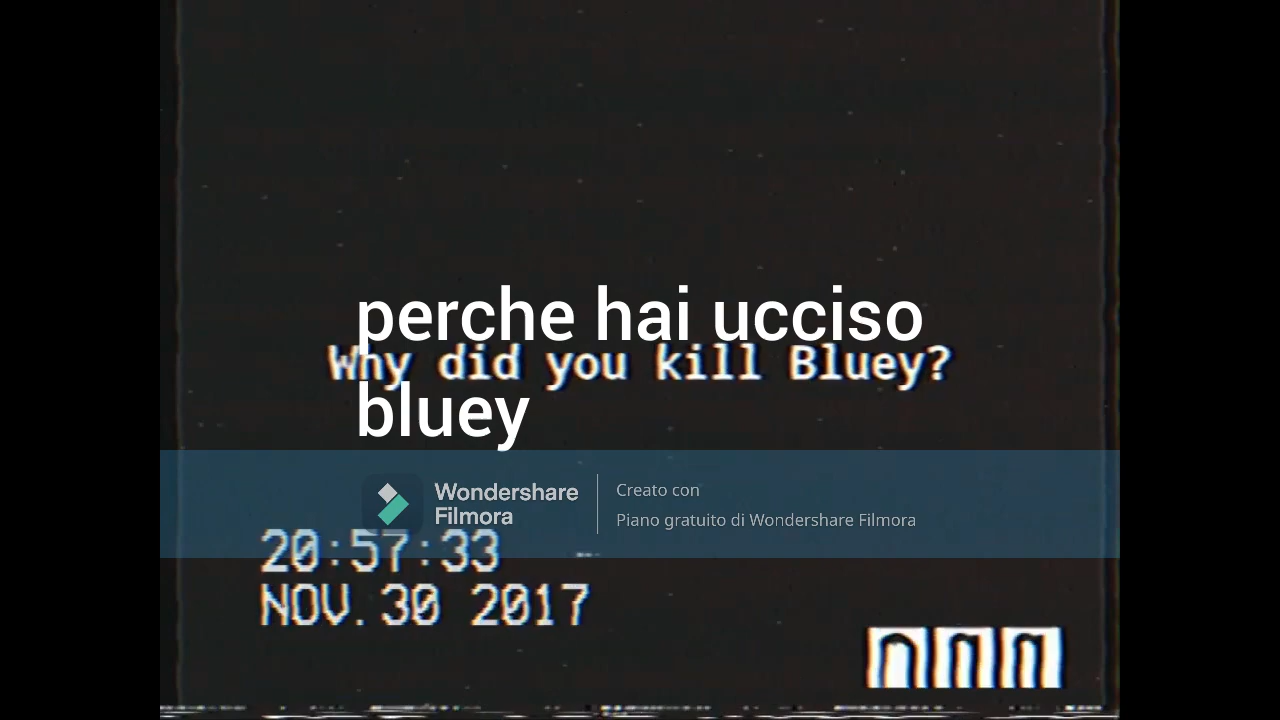 perche hai ucciso
Why did you kill Bluey?
bluey
Wondershare
Filmora
Creato con
Piano gratuito di Wondershare Filmora
20:57:33
NOV.30 2017